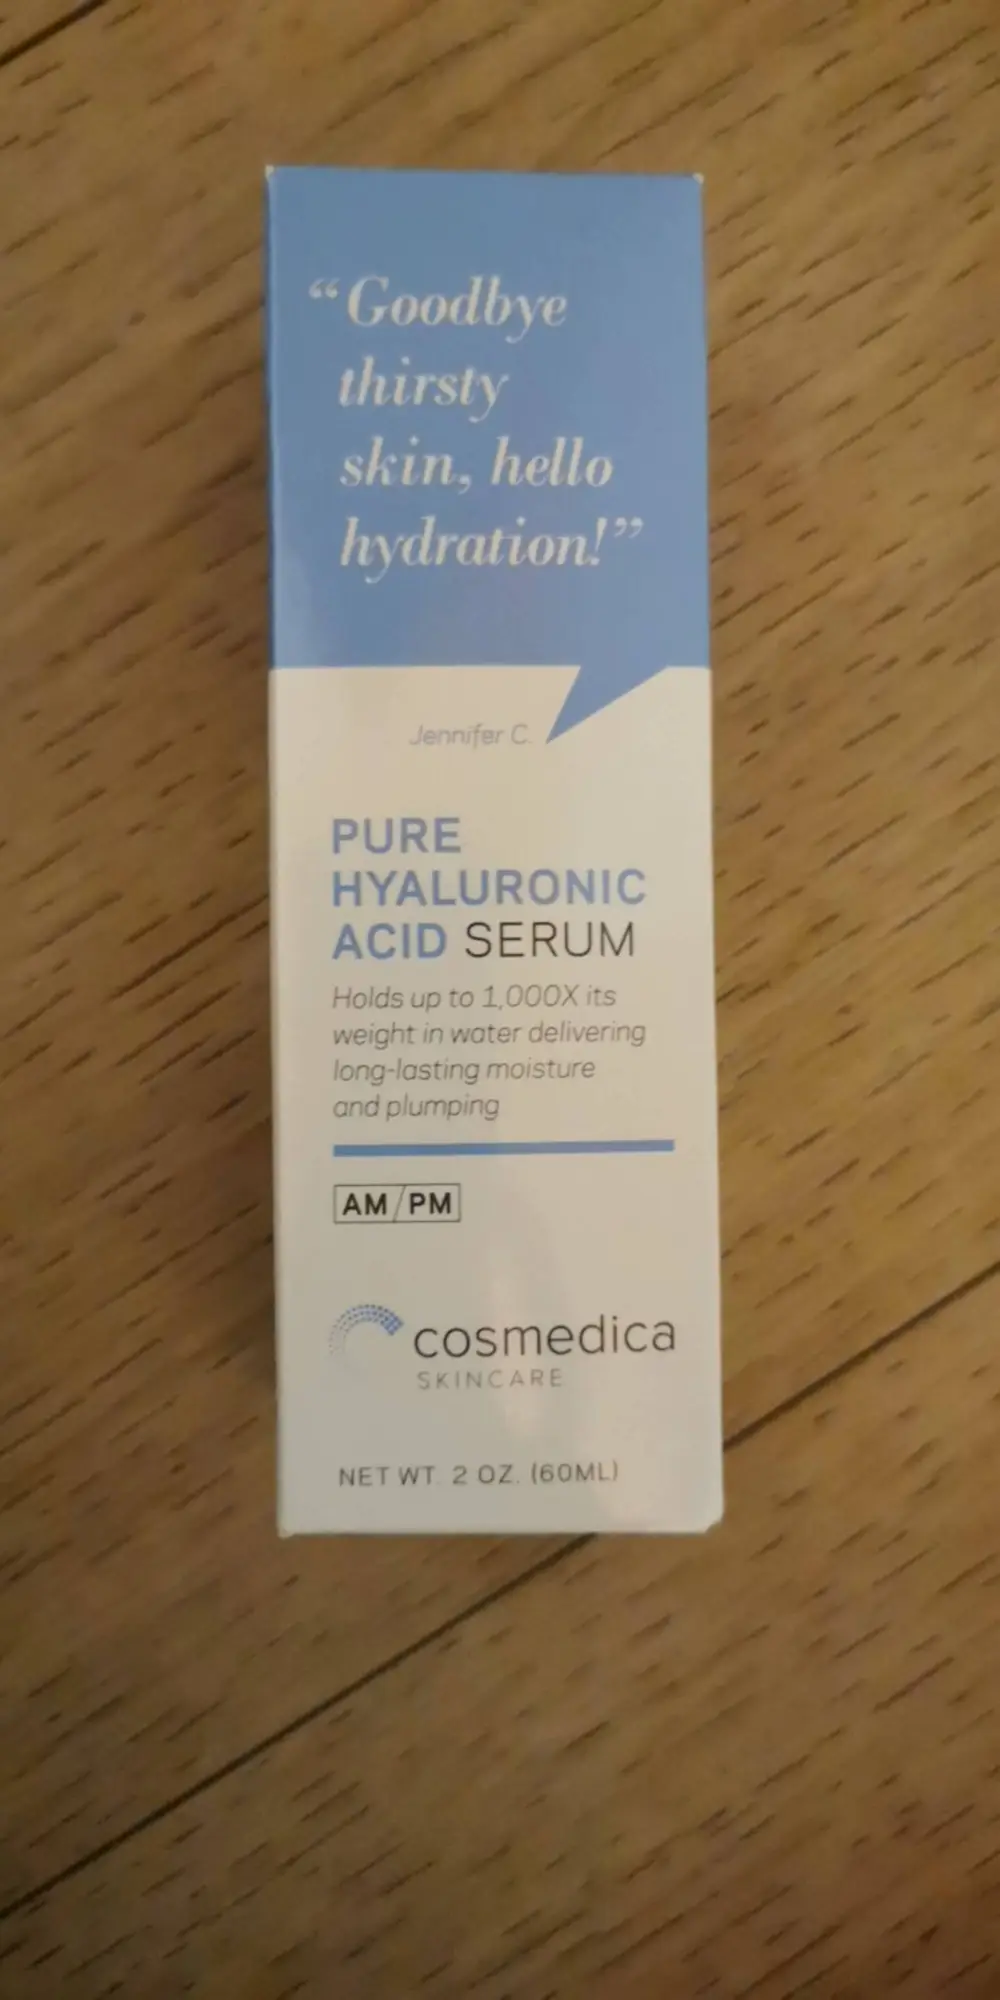 “Goodbye
thirsty
skin, hello
hydration!”
Jennifer C.
PURE
HYALURONIC
ACID SERUM
Holds up to 1,000X its
weight in water delivering
long-lasting moisture
and plumping
AM/PM
cosmedica
SKINCARE
NET WT. 2 OZ. (60ML)